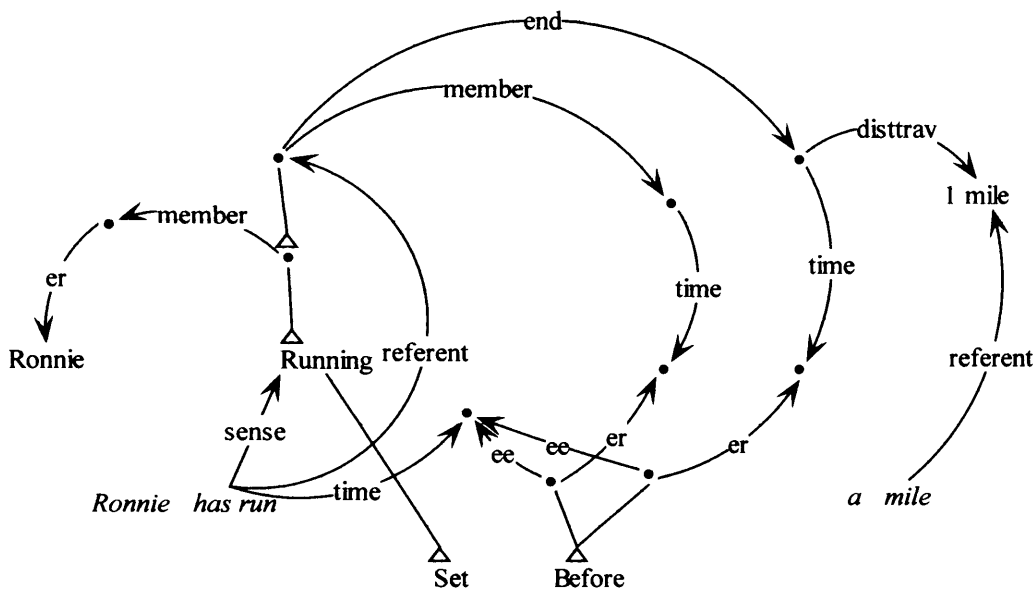 end
member
disttrav
1 mile
member
er
time
time
Ronnie
Running
referent
referent
sense
er
ee
ee
er
time
Ronnie has run
a mile
Set
Before